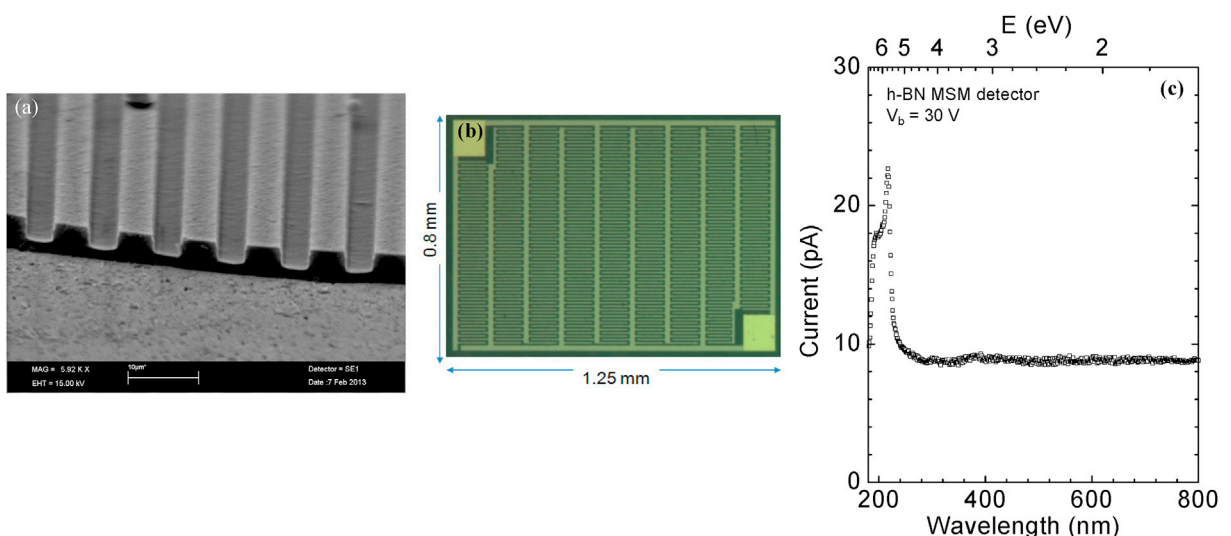 (a)
MAG = 5.92 K X
EHT = 15.00 kV
10µm*
Detector = SE1
Date :7 Feb 2013
(b)
0.8 mm
1.25 mm
E (eV)
6 5 4 3 2
(c)
h-BN MSM detector
V_b = 30 V
30
20
10
0
Current (pA)
200 400 600 800
Wavelength (nm)